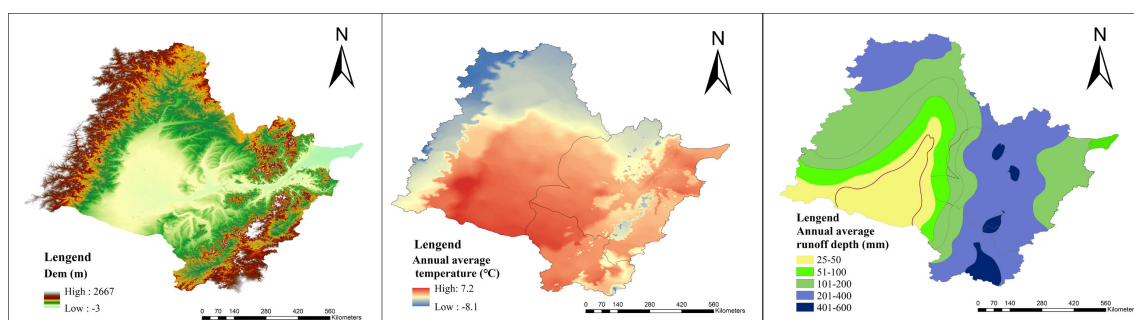 N
Lengend
Dem (m)
High : 2667
Low : -3
0 70 140 280 420 560
Kilometers
N
Lengend
Annual average
temperature (℃)
High: 7.2
Low : -8.1
0 70 140 280 420 560
Kilometers
N
Lengend
Annual average
runoff depth (mm)
25-50
51-100
101-200
201-400
401-600
0 70 140 280 420 560
Kilometers